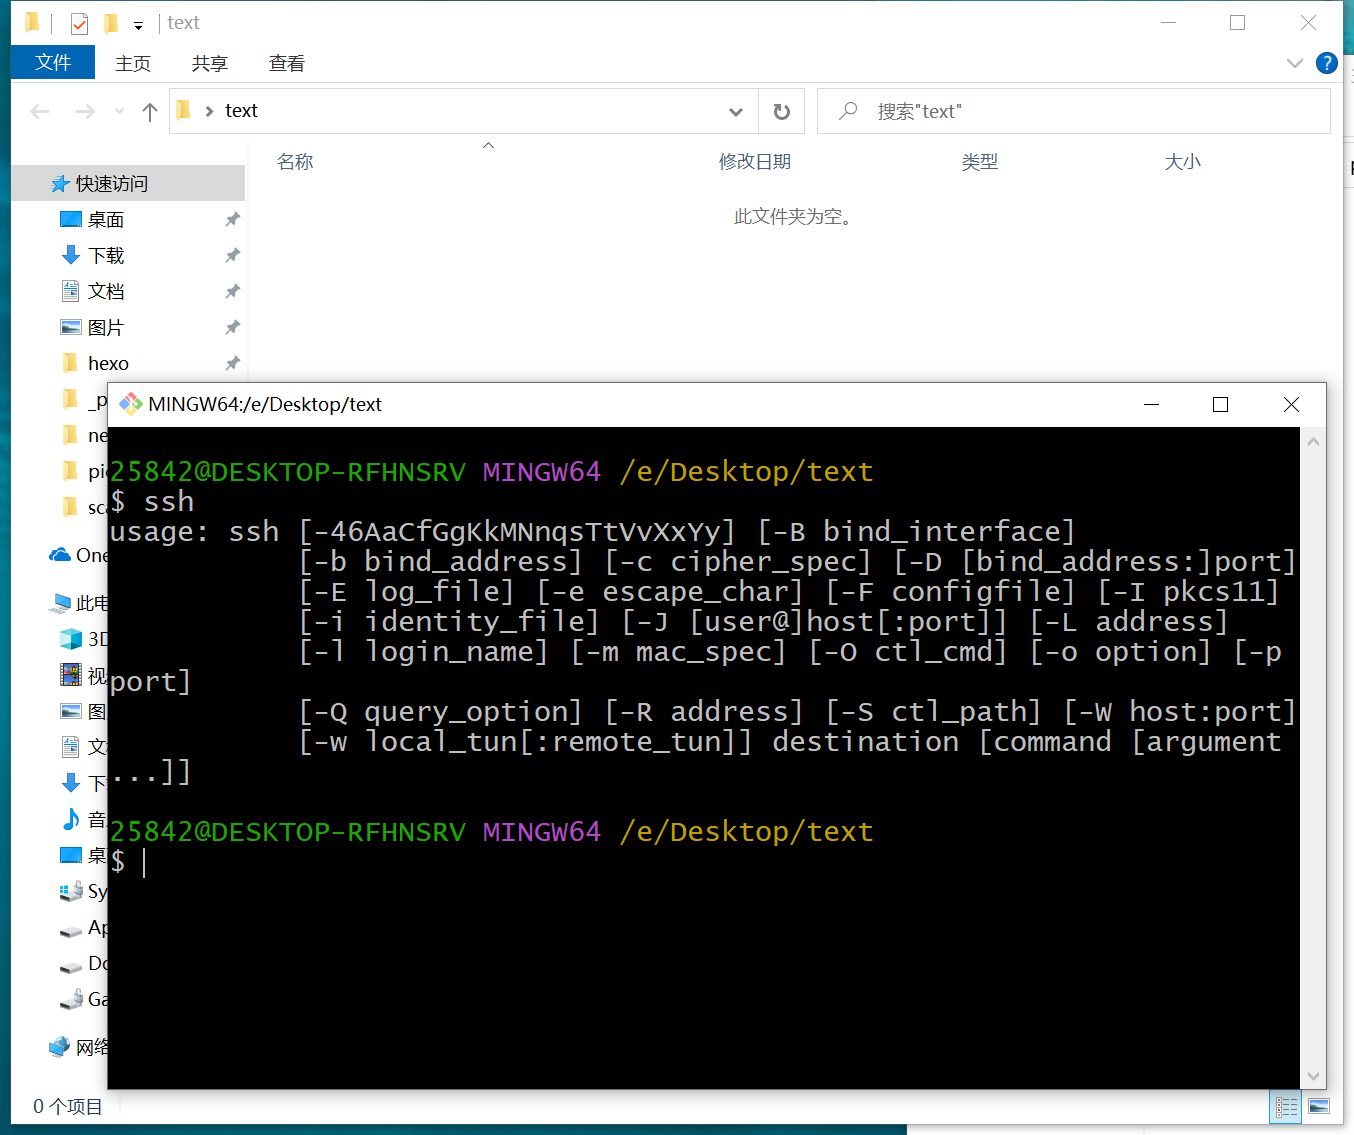 text
文件 主页 共享 查看
text 搜索"text"
名称 修改日期 类型 大小
快速访问
此文件夹为空。
桌面
下载
文档
图片
hexo
MINGW64:/e/Desktop/text
25842@DESKTOP-RFHNSRV MINGW64 /e/Desktop/text
$ ssh
usage: ssh [-46AaCfGgKkMNnqsTtVvXxYy] [-B bind_interface]
[-b bind_address] [-c cipher_spec] [-D [bind_address:]port]
[-E log_file] [-e escape_char] [-F configfile] [-I pkcs11]
[-i identity_file] [-J [user@]host[:port]] [-L address]
[-l login_name] [-m mac_spec] [-O ctl_cmd] [-o option] [-p
port]
[-Q query_option] [-R address] [-S ctl_path] [-W host:port]
[-w local_tun[:remote_tun]] destination [command [argument
...]]
25842@DESKTOP-RFHNSRV MINGW64 /e/Desktop/text
$
_p
ne
pic
sca
One
此电
3D
视
图
文
下
音
桌
Sy
Ap
Do
Ga
网络
0 个项目